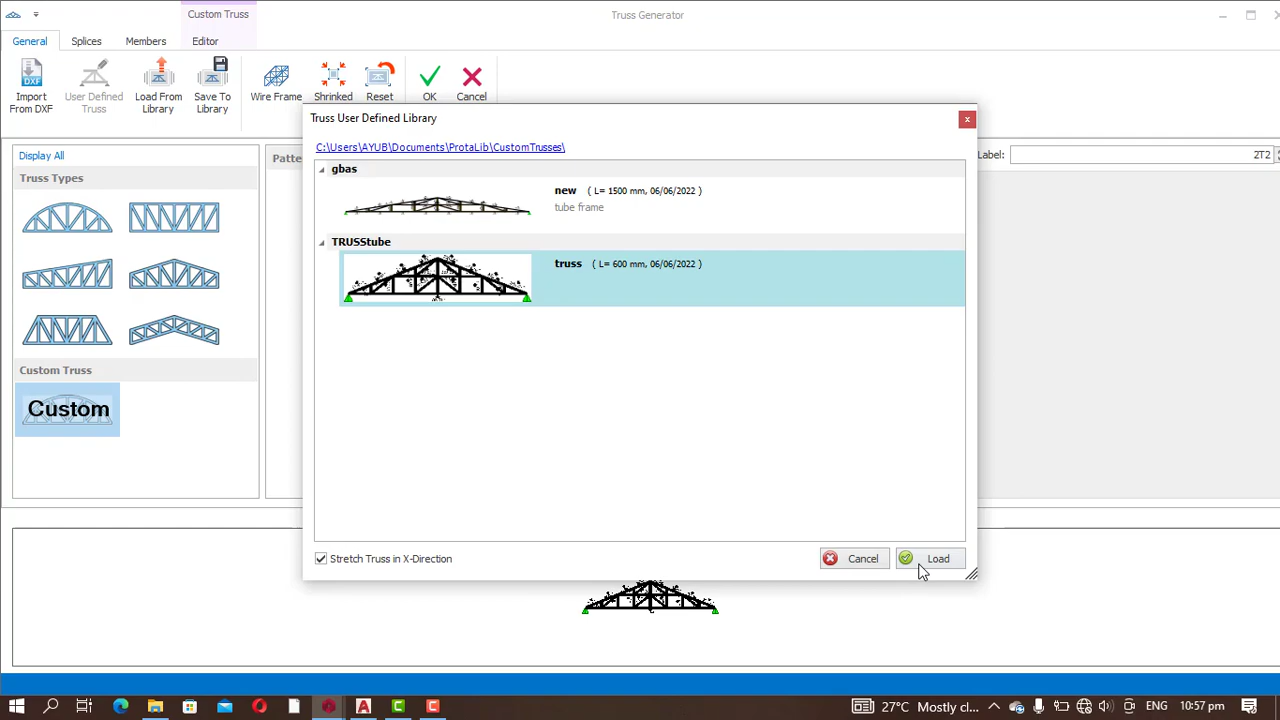 Custom Truss
Truss Generator
General
Splices
Members
Editor
DXF
Import From DXF
User Defined Truss
Load From Library
Save To Library
Wire Frame
Shrinked
Reset
OK
Cancel
Truss User Defined Library
C:\Users\AYUB\Documents\ProtaLib\CustomTrusses\
Display All
Truss Types
Patte
Label:
2T2
gbas
new ( L= 1500 mm, 06/06/2022 )
tube frame
TRUSStube
truss ( L= 600 mm, 06/06/2022 )
Custom Truss
Custom
Stretch Truss in X-Direction
Cancel
Load
27°C Mostly cl...
ENG
10:57 pm